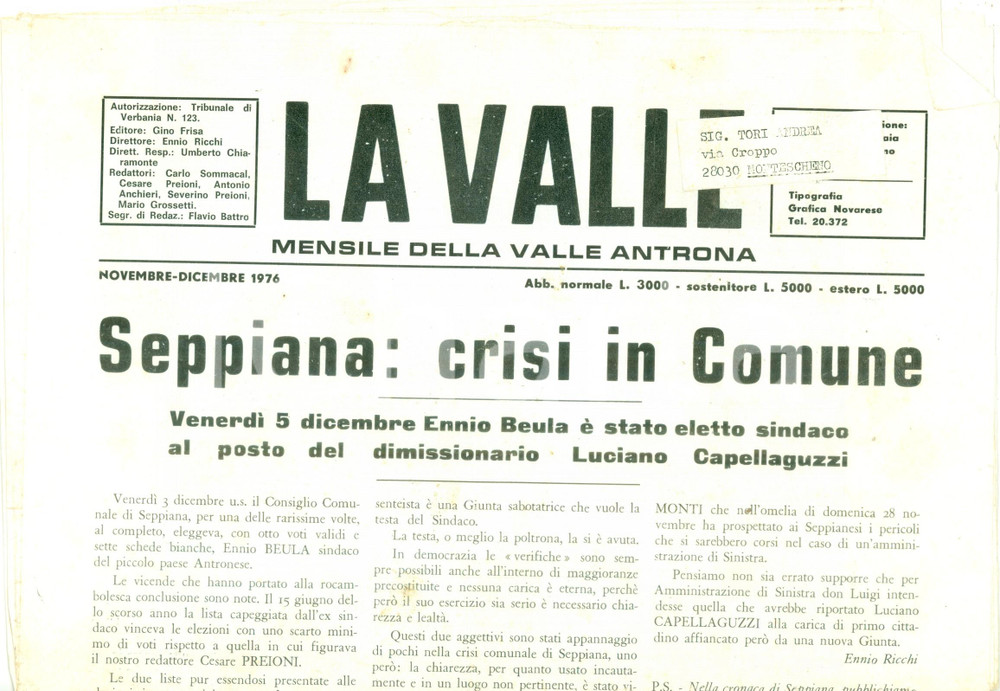 Autorizzazione: Tribunale di
Verbania N. 123.
Editore: Gino Frisa
Direttore: Ennio Ricchi
Dirett. Resp.: Umberto Chia-
ramonte
Redattori: Carlo Sommacal,
Cesare Preioni, Antonio
Anchieri, Severino Preioni,
Mario Grossetti.
Segr. di Redaz.: Flavio Battro
LA VALLE
SIG. TORI ANDREA
via Croppo
28030 MONTESCHENO
ione:
aia
no
Tipografia
Grafica Novarese
Tel. 20.372
MENSILE DELLA VALLE ANTRONA
NOVEMBRE-DICEMBRE 1976
Abb. normale L. 3000 - sostenitore L. 5000 - estero L. 5000
Seppiana: crisi in Comune
Venerdì 5 dicembre Ennio Beula è stato eletto sindaco
al posto del dimissionario Luciano Capellaguzzi
Venerdì 3 dicembre u.s. il Consiglio Comu-
nale di Seppiana, per una delle rarissime volte,
al completo, eleggeva, con otto voti validi e
sette schede bianche, Ennio BEULA sindaco
del piccolo paese Antronese.
Le vicende che hanno portato alla rocam-
bolesca conclusione sono note. Il 15 giugno del-
lo scorso anno la lista capeggiata dall'ex sin-
daco vinceva le elezioni con uno scarto mini-
mo di voti rispetto a quella in cui figurava
il nostro redattore Cesare PREIONI.
Le due liste pur essendosi presentate alle
senteista è una Giunta sabotatrice che vuole la
testa del Sindaco.
La testa, o meglio la poltrona, la si è avuta.
In democrazia le «verifiche» sono sem-
pre possibili anche all'interno di maggioranze
precostituite e nessuna carica è eterna, perchè
però il suo esercizio sia serio è necessario chia-
rezza e lealtà.
Questi due aggettivi sono stati appannaggio
di pochi nella crisi comunale di Seppiana, uno
però: la chiarezza, per quanto usato incauta-
mente e in un luogo non pertinente, è stato vi-
MONTI che nell'omelia di domenica 28 no-
vembre ha prospettato ai Seppianesi i pericoli
che si sarebbero corsi nel caso di un'ammini-
strazione di Sinistra.
Pensiamo non sia errato supporre che per
Amministrazione di Sinistra don Luigi inten-
desse quella che avrebbe riportato Luciano
CAPELLAGUZZI alla carica di primo citta-
dino affiancato però da una nuova Giunta.
Ennio Ricchi
P.S. - Nella cronaca di Seppiana, pubblichiamo